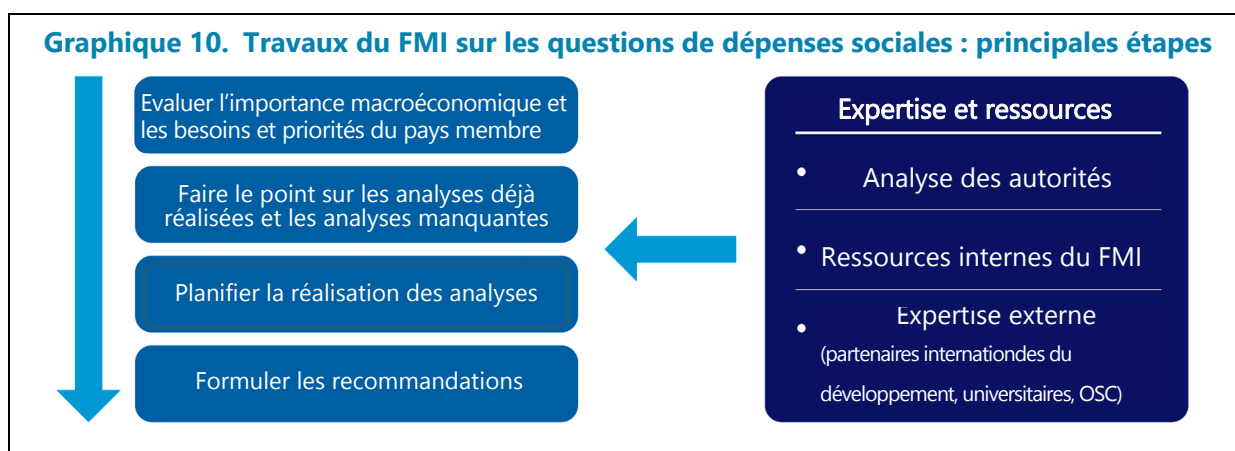 Graphique 10. Travaux du FMI sur les questions de dépenses sociales : principales étapes
Evaluer l'importance macroéconomique et
les besoins et priorités du pays membre
Faire le point sur les analyses déjà
réalisées et les analyses manquantes
Planifier la réalisation des analyses
Formuler les recommandations
Expertise et ressources
• Analyse des autorités
• Ressources internes du FMI
• Expertise externe
(partenaires internationdes du
développement, universitaires, OSC)